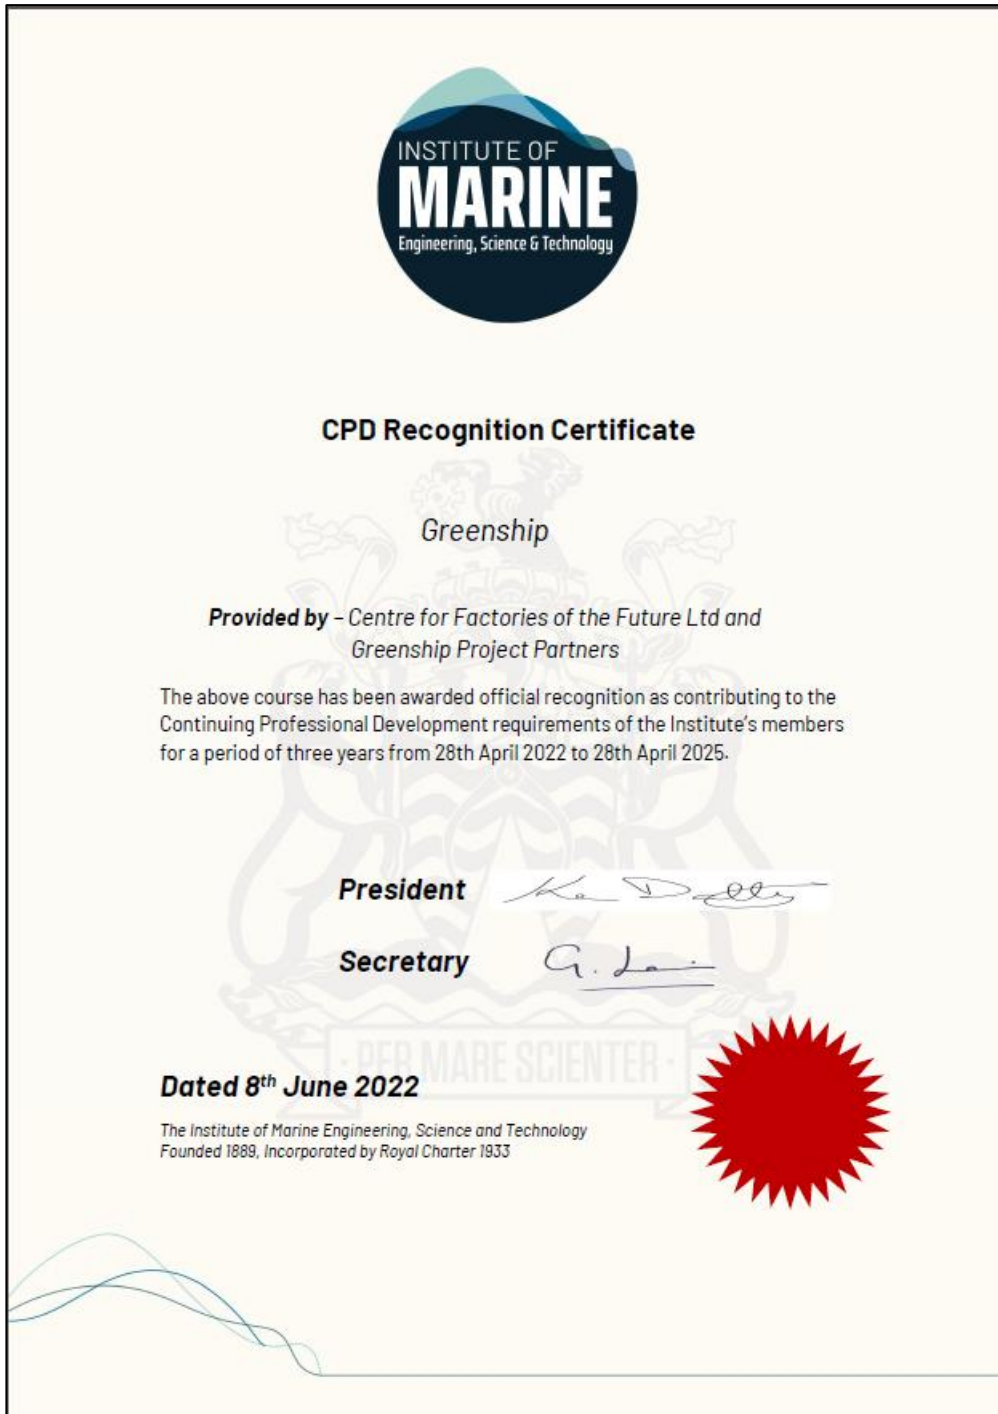 INSTITUTE OF
MARINE
Engineering, Science & Technology
CPD Recognition Certificate
Greenship
Provided by – Centre for Factories of the Future Ltd and
Greenship Project Partners
The above course has been awarded official recognition as contributing to the
Continuing Professional Development requirements of the Institute's members
for a period of three years from 28th April 2022 to 28th April 2025.
President
Secretary
· PER MARE SCIENTER ·
Dated 8th June 2022
The Institute of Marine Engineering, Science and Technology
Founded 1889, Incorporated by Royal Charter 1933